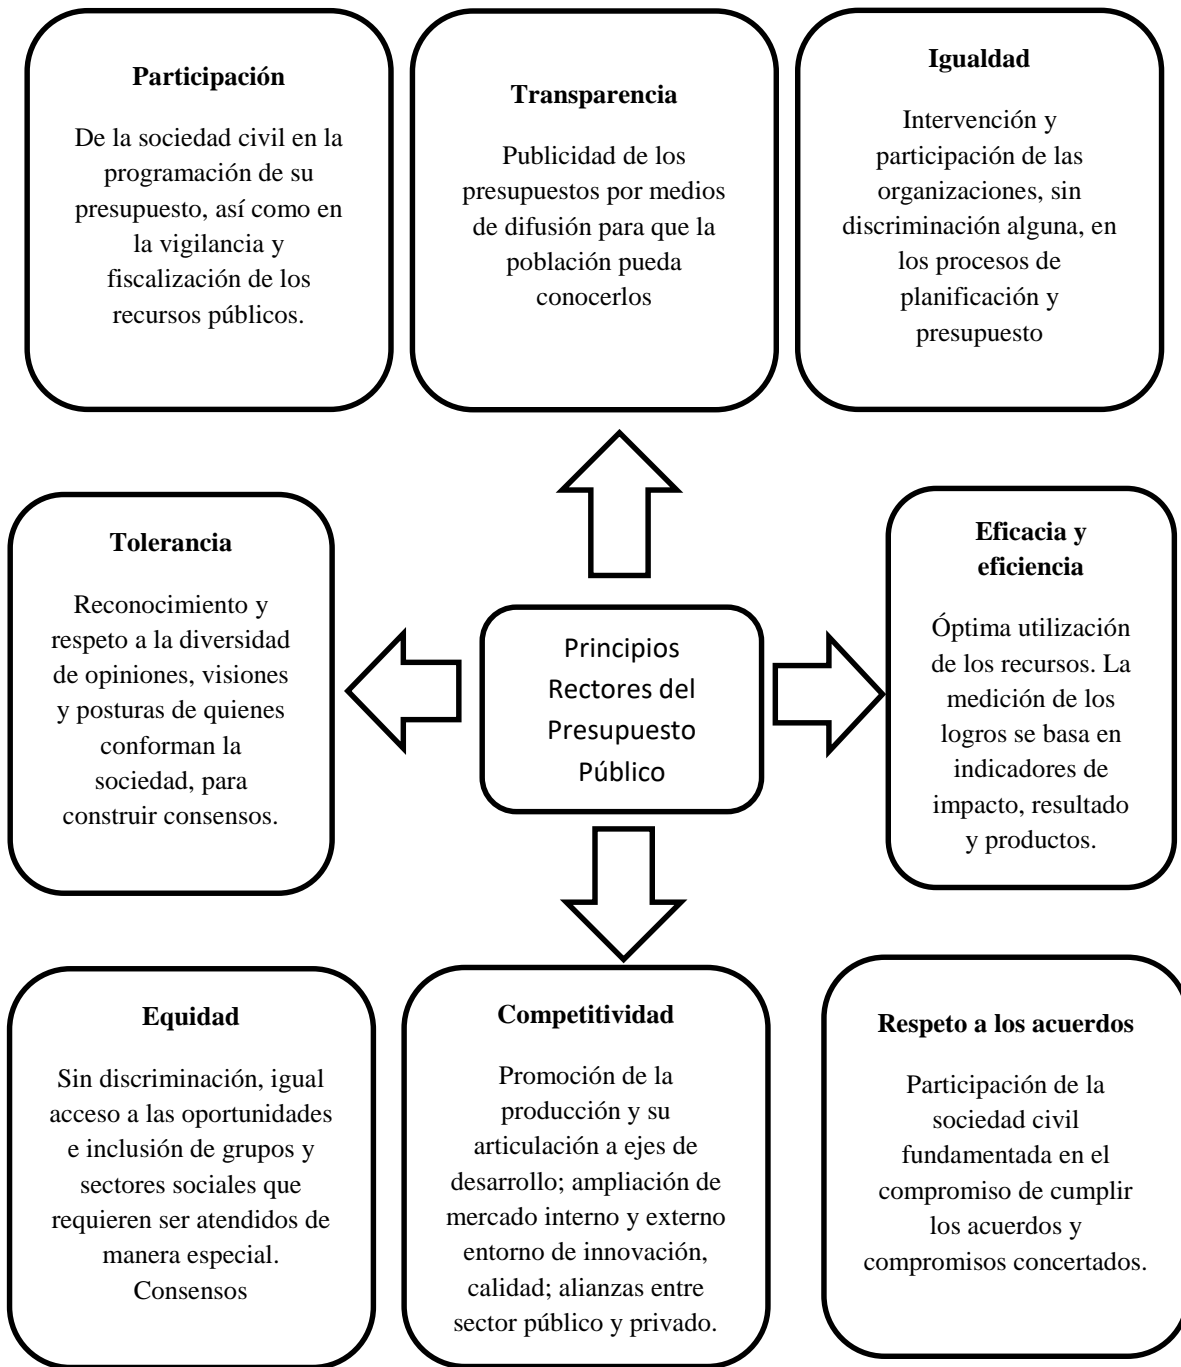 Participación
De la sociedad civil en la
programación de su
presupuesto, así como en
la vigilancia y
fiscalización de los
recursos públicos.
Transparencia
Publicidad de los
presupuestos por medios
de difusión para que la
población pueda
conocerlos
Igualdad
Intervención y
participación de las
organizaciones, sin
discriminación alguna, en
los procesos de
planificación y
presupuesto
Tolerancia
Reconocimiento y
respeto a la diversidad
de opiniones, visiones
y posturas de quienes
conforman la
sociedad, para
construir consensos.
Principios
Rectores del
Presupuesto
Público
Eficacia y
eficiencia
Óptima utilización
de los recursos. La
medición de los
logros se basa en
indicadores de
impacto, resultado
y productos.
Equidad
Sin discriminación, igual
acceso a las oportunidades
e inclusión de grupos y
sectores sociales que
requieren ser atendidos de
manera especial.
Consensos
Competitividad
Promoción de la
producción y su
articulación a ejes de
desarrollo; ampliación de
mercado interno y externo
entorno de innovación,
calidad; alianzas entre
sector público y privado.
Respeto a los acuerdos
Participación de la
sociedad civil
fundamentada en el
compromiso de cumplir
los acuerdos y
compromisos concertados.